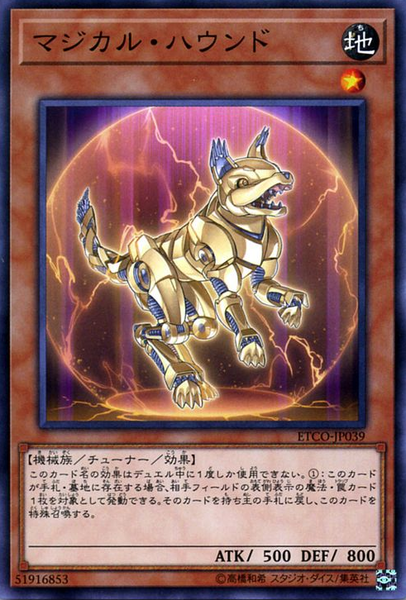 マジカル・ハウンド
地
ETCO-JP039
【機械族／チューナー／効果】
このカード名の効果はデュエル中に１度しか使用できない。①：このカード
が手札・墓地に存在する場合、相手フィールドの表側表示の魔法・罠カード
１枚を対象として発動できる。そのカードを持ち主の手札に戻し、このカードを
特殊召喚する。
ATK/ 500 DEF/ 800
51916853
©高橋和希 スタジオ・ダイス/集英社